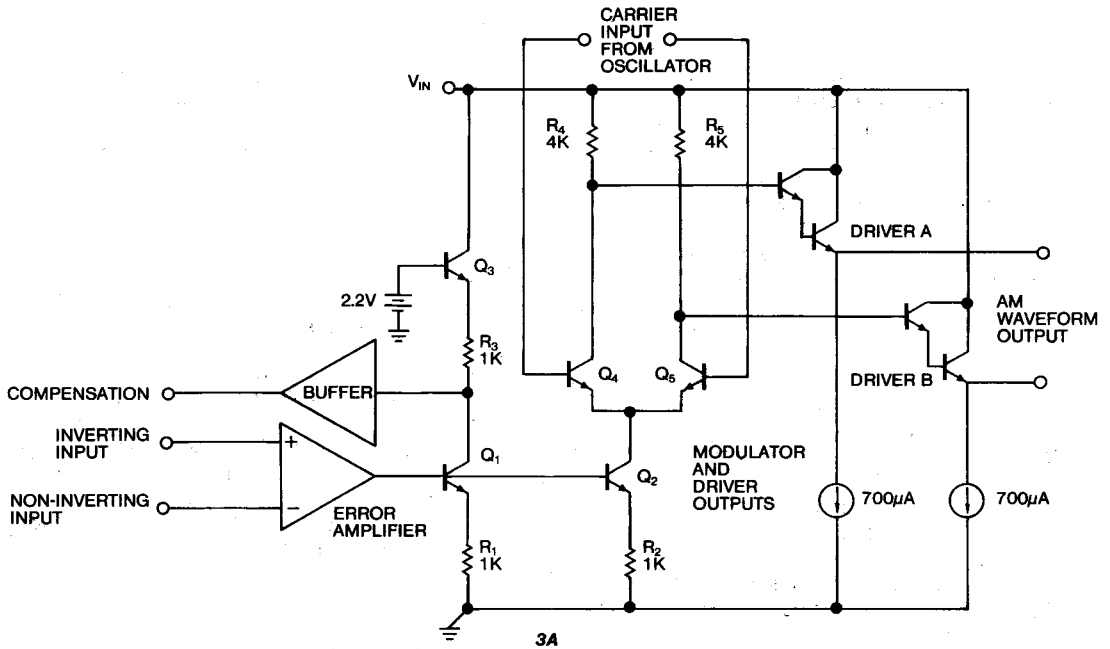 CARRIER
INPUT
FROM
OSCILLATOR
VIN
R4
4K
R5
4K
DRIVER A
Q3
2.2V
AM
WAVEFORM
OUTPUT
R3
1K
Q4
Q5
DRIVER B
COMPENSATION
BUFFER
INVERTING
INPUT
+
Q1
Q2
MODULATOR
AND
DRIVER
OUTPUTS
NON-INVERTING
INPUT
−
ERROR
AMPLIFIER
700µA
700µA
R1
1K
R2
1K
3A